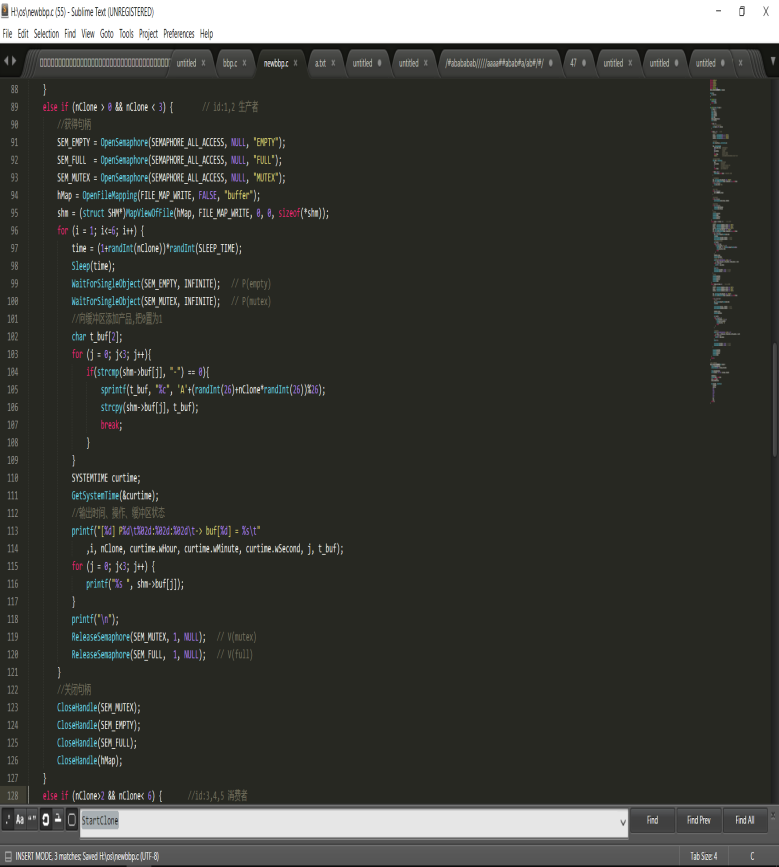 H:\os\newbbp.c (55) - Sublime Text (UNREGISTERED)
File Edit Selection Find View Goto Tools Project Preferences Help
untitled × bbp.c × newbbp.c × a.txt × untitled untitled × /#abababab/////aaaa##abab#a/ab#/#/ 47 untitled × untitled untitled ×
88 }
89 else if (nClone > 0 && nClone < 3) { // id:1,2 生产者
90 //获得句柄
91 SEM_EMPTY = OpenSemaphore(SEMAPHORE_ALL_ACCESS, NULL, "EMPTY");
92 SEM_FULL = OpenSemaphore(SEMAPHORE_ALL_ACCESS, NULL, "FULL");
93 SEM_MUTEX = OpenSemaphore(SEMAPHORE_ALL_ACCESS, NULL, "MUTEX");
94 hMap = OpenFileMapping(FILE_MAP_WRITE, FALSE, "buffer");
95 shm = (struct SHM*)MapViewOfFile(hMap, FILE_MAP_WRITE, 0, 0, sizeof(*shm));
96 for (i = 1; i<=6; i++) {
97 time = (1+randInt(nClone))*randInt(SLEEP_TIME);
98 Sleep(time);
99 WaitForSingleObject(SEM_EMPTY, INFINITE); // P(empty)
100 WaitForSingleObject(SEM_MUTEX, INFINITE); // P(mutex)
101 //向缓冲区添加产品,把0置为1
102 char t_buf[2];
103 for (j = 0; j<3; j++){
104 if(strcmp(shm->buf[j], "-") == 0){
105 sprintf(t_buf, "%c", 'A'+(randInt(26)+nClone*randInt(26))%26);
106 strcpy(shm->buf[j], t_buf);
107 break;
108 }
109 }
110 SYSTEMTIME curtime;
111 GetSystemTime(&curtime);
112 //输出时间、操作、缓冲区状态
113 printf("[%d] P%d\t%02d:%02d:%02d\t-> buf[%d] = %s\t"
114 ,i, nClone, curtime.wHour, curtime.wMinute, curtime.wSecond, j, t_buf);
115 for (j = 0; j<3; j++) {
116 printf("%s ", shm->buf[j]);
117 }
118 printf("\n");
119 ReleaseSemaphore(SEM_MUTEX, 1, NULL); // V(mutex)
120 ReleaseSemaphore(SEM_FULL, 1, NULL); // V(full)
121 }
122 //关闭句柄
123 CloseHandle(SEM_MUTEX);
124 CloseHandle(SEM_EMPTY);
125 CloseHandle(SEM_FULL);
126 CloseHandle(hMap);
127 }
128 else if (nClone>2 && nClone< 6) { //id:3,4,5 消费者
.* Aa "" StartClone Find Find Prev Find All
INSERT MODE, 3 matches; Saved H:\os\newbbp.c (UTF-8) Tab Size: 4 C